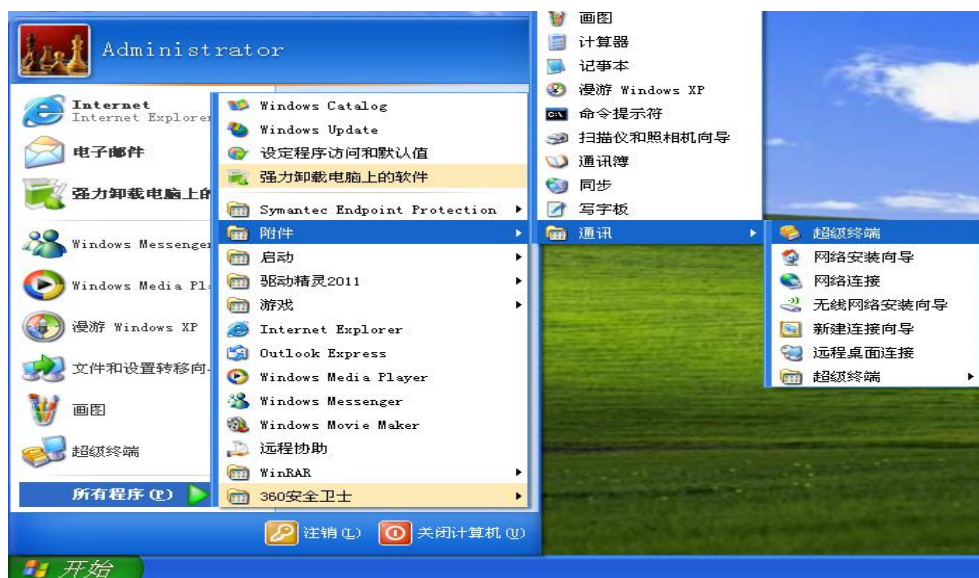 Administrator
Internet
Internet Explorer
电子邮件
强力卸载电脑上的
Windows Messenger
Windows Media Pl
漫游 Windows XP
文件和设置转移向
画图
超级终端
所有程序(P)
Windows Catalog
Windows Update
设定程序访问和默认值
强力卸载电脑上的软件
Symantec Endpoint Protection
附件
启动
驱动精灵2011
游戏
Internet Explorer
Outlook Express
Windows Media Player
Windows Messenger
Windows Movie Maker
远程协助
WinRAR
360安全卫士
画图
计算器
记事本
漫游 Windows XP
命令提示符
扫描仪和照相机向导
通讯簿
同步
写字板
通讯
超级终端
网络安装向导
网络连接
无线网络安装向导
新建连接向导
远程桌面连接
超级终端
注销(L)
关闭计算机(U)
开始